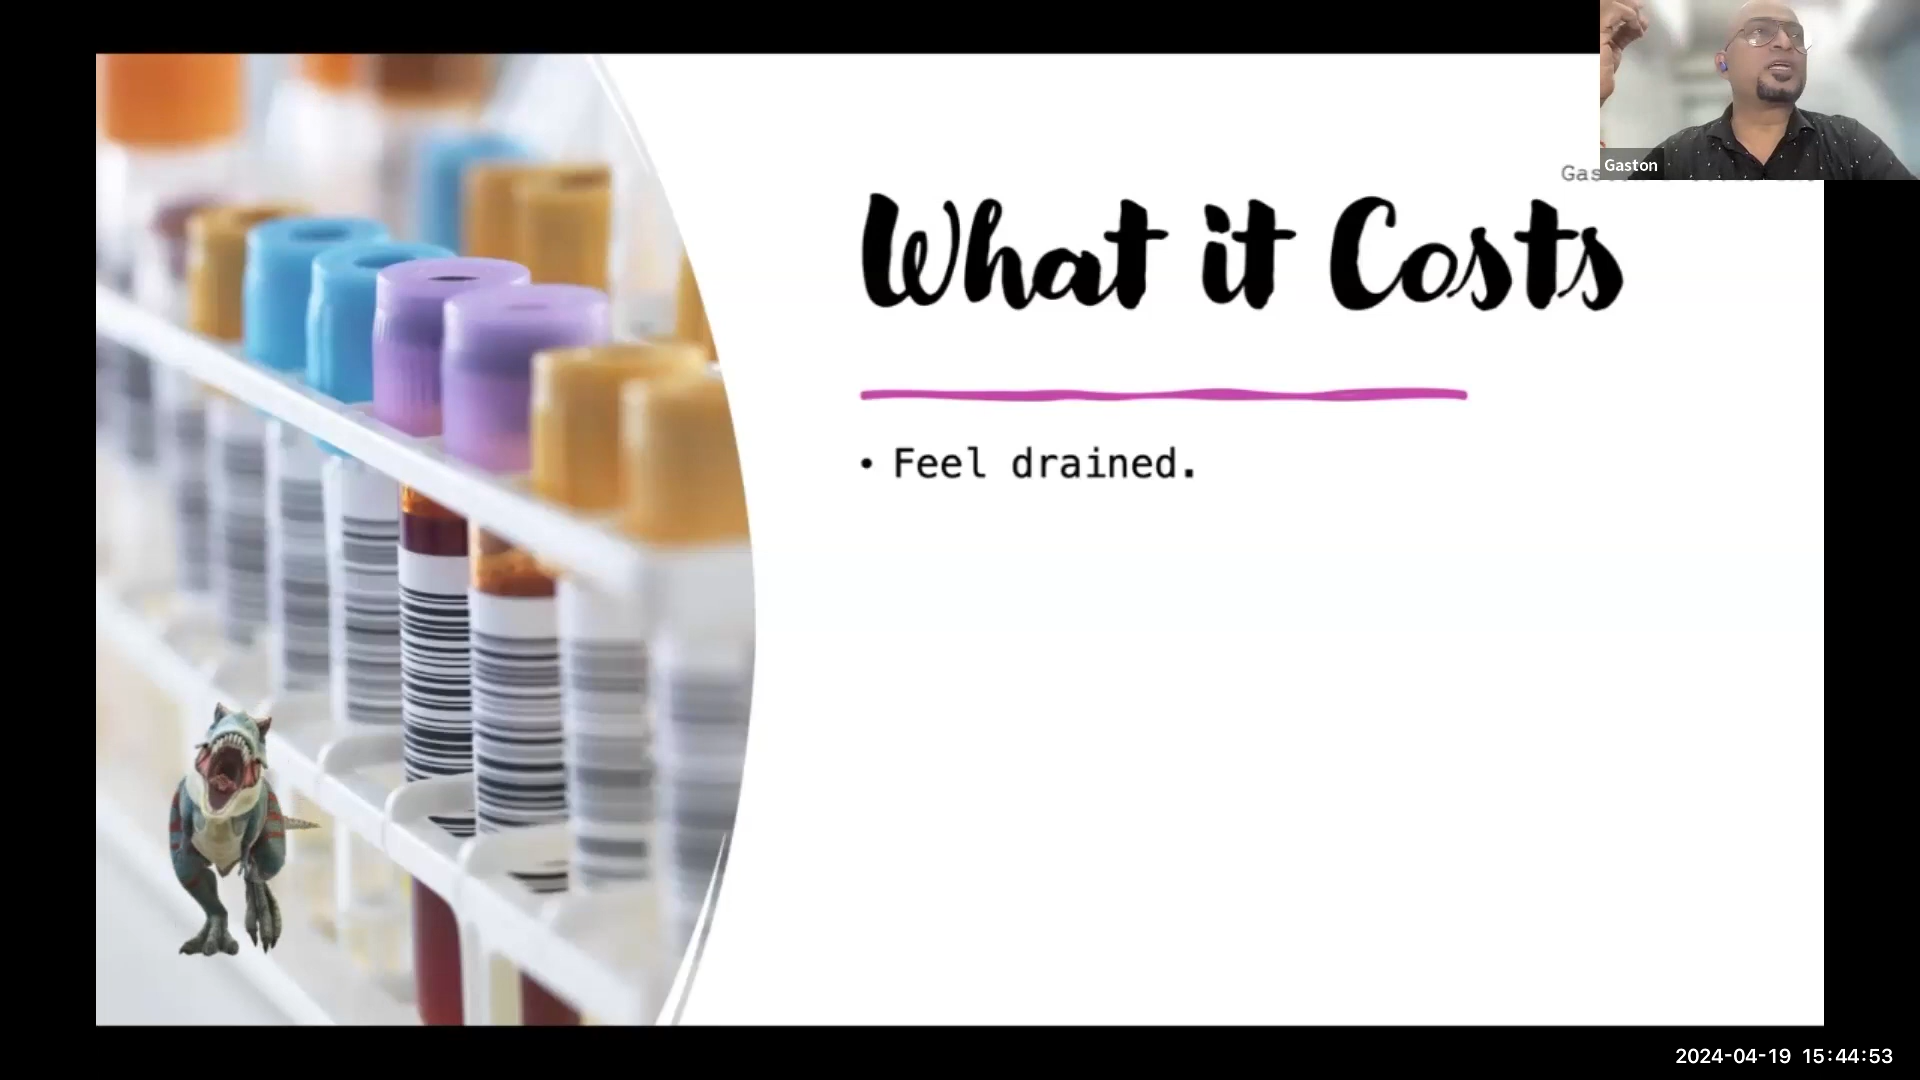 Gaston
What it Costs
• Feel drained.
2024-04-19 15:44:53